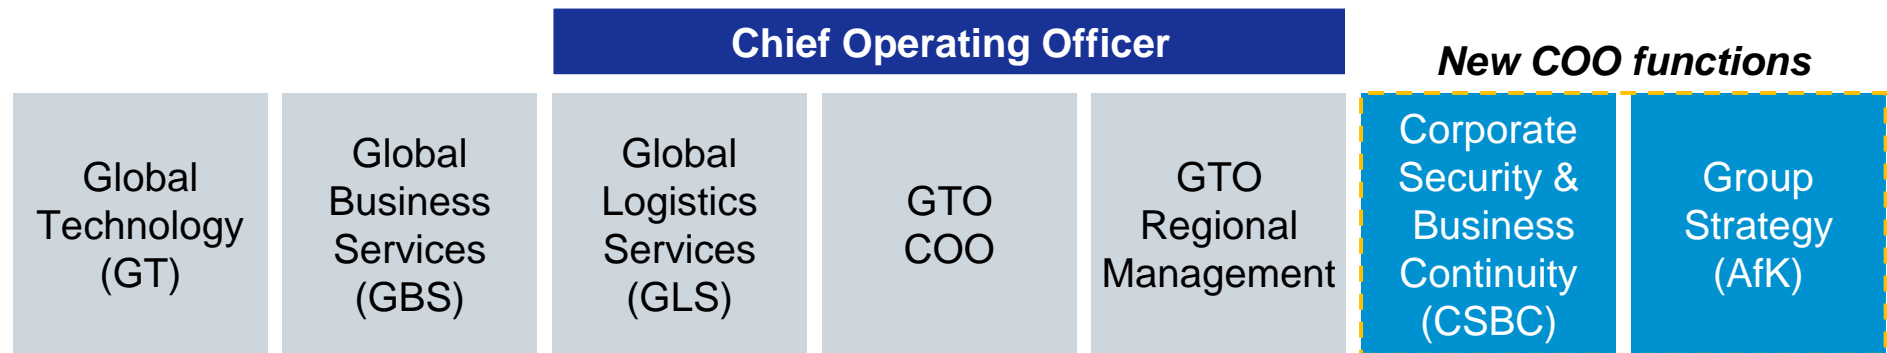 Chief Operating Officer
New COO functions
Global
Technology
(GT)
Global
Business
Services
(GBS)
Global
Logistics
Services
(GLS)
GTO
COO
GTO
Regional
Management
Corporate
Security &
Business
Continuity
(CSBC)
Group
Strategy
(AfK)